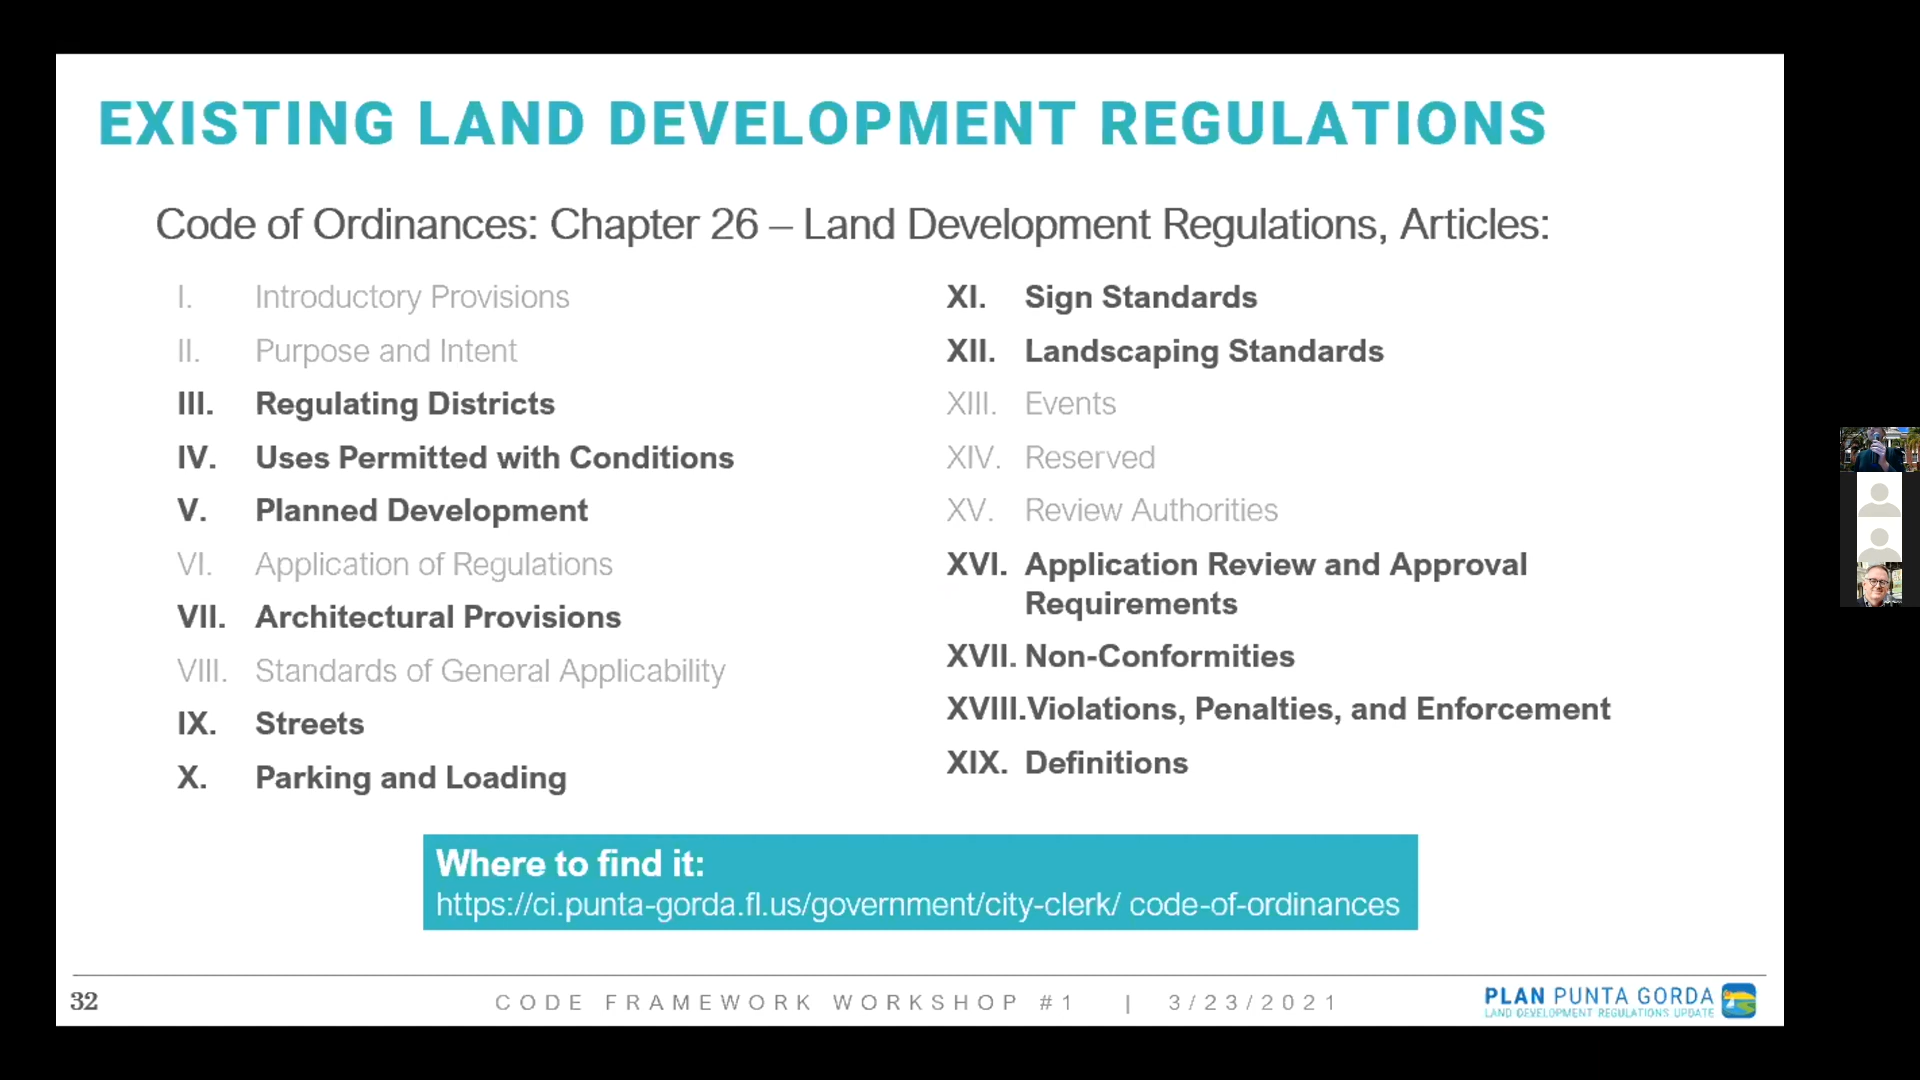 EXISTING LAND DEVELOPMENT REGULATIONS
Code of Ordinances: Chapter 26 – Land Development Regulations, Articles:
I. Introductory Provisions
II. Purpose and Intent
III. Regulating Districts
IV. Uses Permitted with Conditions
V. Planned Development
VI. Application of Regulations
VII. Architectural Provisions
VIII. Standards of General Applicability
IX. Streets
X. Parking and Loading
XI. Sign Standards
XII. Landscaping Standards
XIII. Events
XIV. Reserved
XV. Review Authorities
XVI. Application Review and Approval
Requirements
XVII. Non-Conformities
XVIII.Violations, Penalties, and Enforcement
XIX. Definitions
Where to find it:
https://ci.punta-gorda.fl.us/government/city-clerk/ code-of-ordinances
32
CODE FRAMEWORK WORKSHOP #1 | 3/23/2021
PLAN PUNTA GORDA
LAND DEVELOPMENT REGULATIONS UPDATE